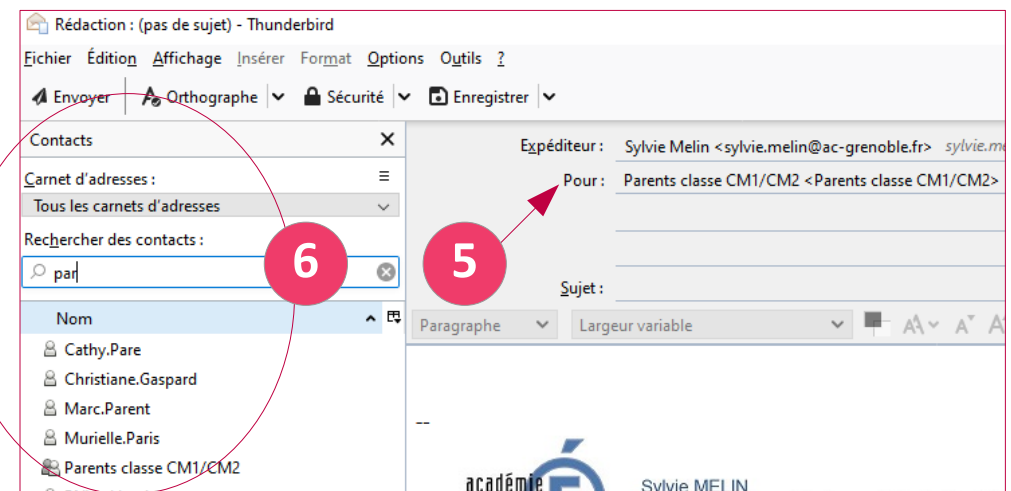 Rédaction : (pas de sujet) - Thunderbird
Fichier Édition Affichage Insérer Format Options Outils ?
Envoyer Orthographe Sécurité Enregistrer
Contacts
Carnet d'adresses :
Tous les carnets d'adresses
Rechercher des contacts :
par
6
Nom
Cathy.Pare
Christiane.Gaspard
Marc.Parent
Murielle.Paris
Parents classe CM1/CM2
Expéditeur : Sylvie Melin <sylvie.melin@ac-grenoble.fr>
Pour : Parents classe CM1/CM2 <Parents classe CM1/CM2>
5
Sujet :
Paragraphe Largeur variable
--
académie
Sylvie MELIN